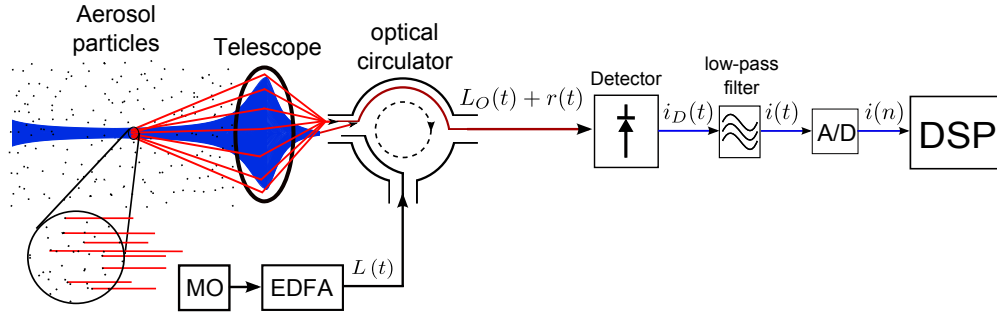 Aerosol
particles
Telescope
optical
circulator
L_O(t) + r(t)
Detector
i_D(t)
low-pass
filter
i(t)
A/D
i(n)
DSP
MO
EDFA
L(t)